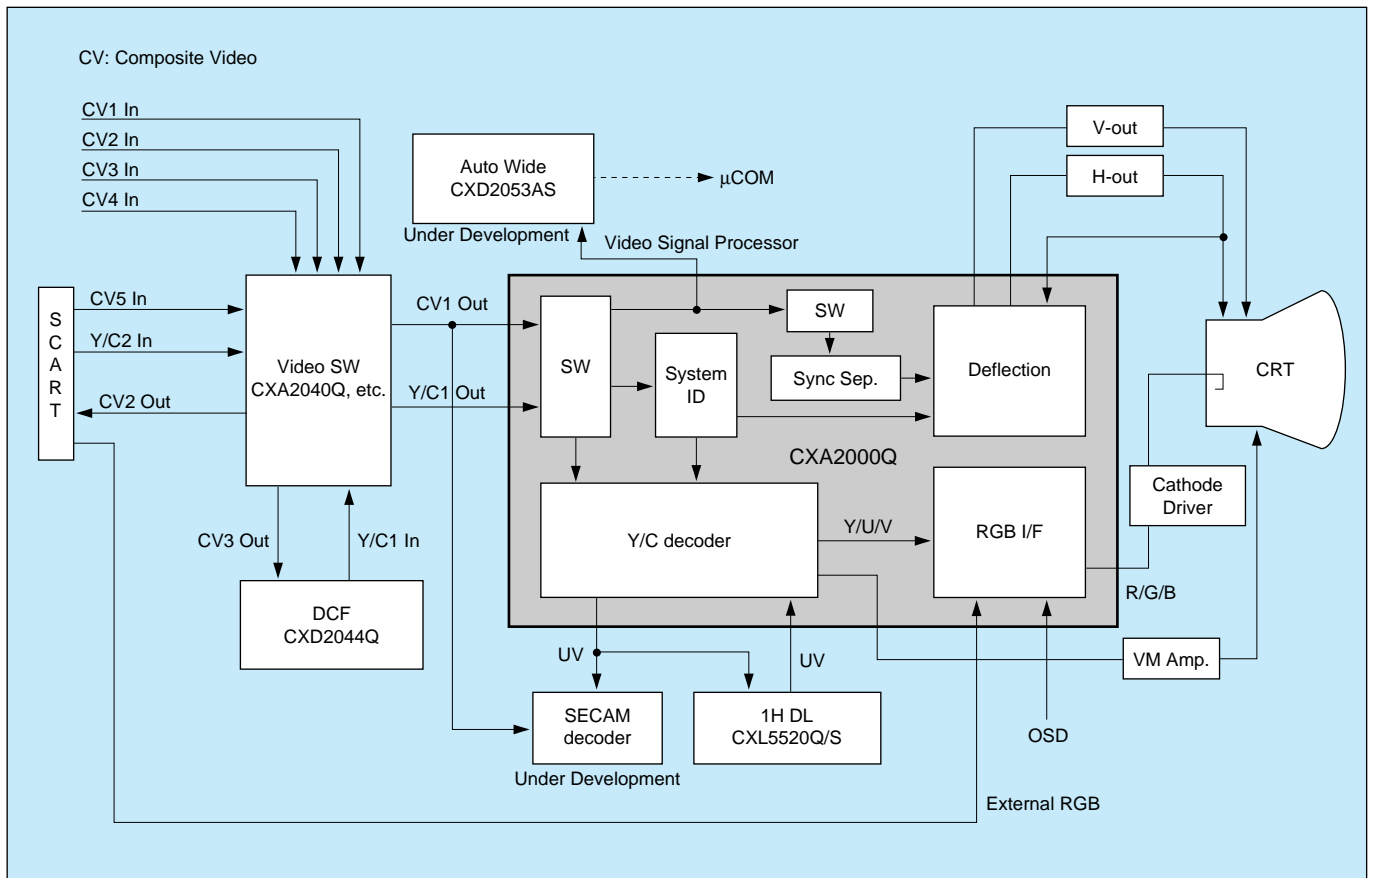 CV: Composite Video
CV1 In
CV2 In
CV3 In
CV4 In
Auto Wide
CXD2053AS
μCOM
Under Development
Video Signal Processor
V-out
H-out
SCART
CV5 In
Y/C2 In
CV2 Out
Video SW
CXA2040Q, etc.
CV1 Out
Y/C1 Out
SW
System
ID
SW
Sync Sep.
Deflection
CRT
CXA2000Q
Cathode
Driver
CV3 Out
Y/C1 In
Y/C decoder
Y/U/V
RGB I/F
R/G/B
DCF
CXD2044Q
UV
UV
VM Amp.
SECAM
decoder
1H DL
CXL5520Q/S
OSD
Under Development
External RGB